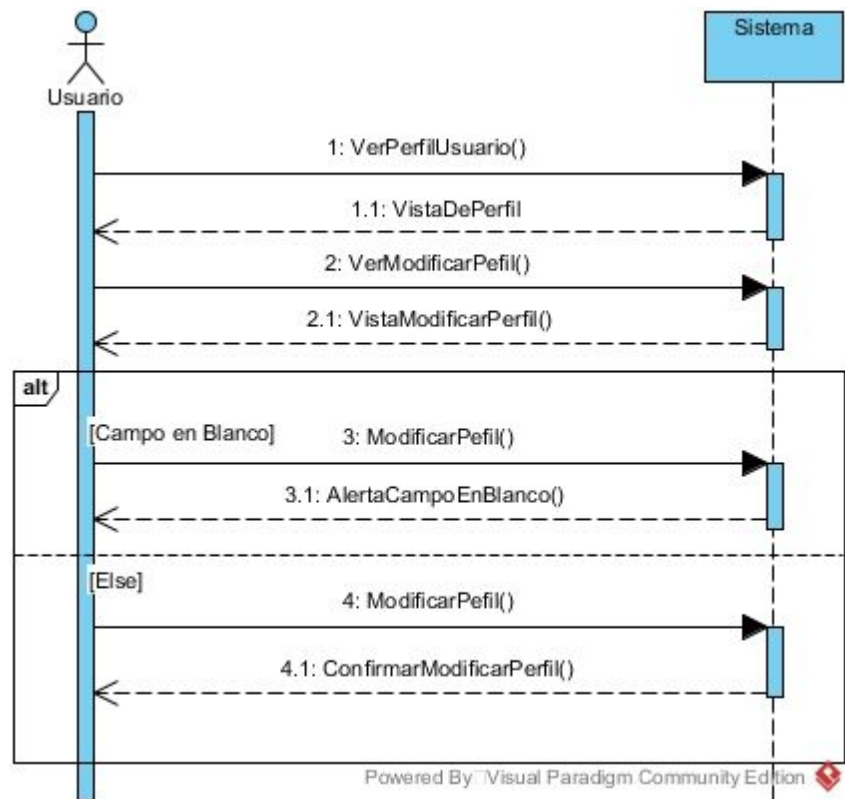 Sistema
Usuario
1: VerPerfilUsuario()
1.1: VistaDePerfil
2: VerModificarPefil()
2.1: VistaModificarPerfil()
alt
[Campo en Blanco]
3: ModificarPefil()
3.1: AlertaCampoEnBlanco()
[Else]
4: ModificarPefil()
4.1: ConfirmarModificarPerfil()
Powered By Visual Paradigm Community Edition